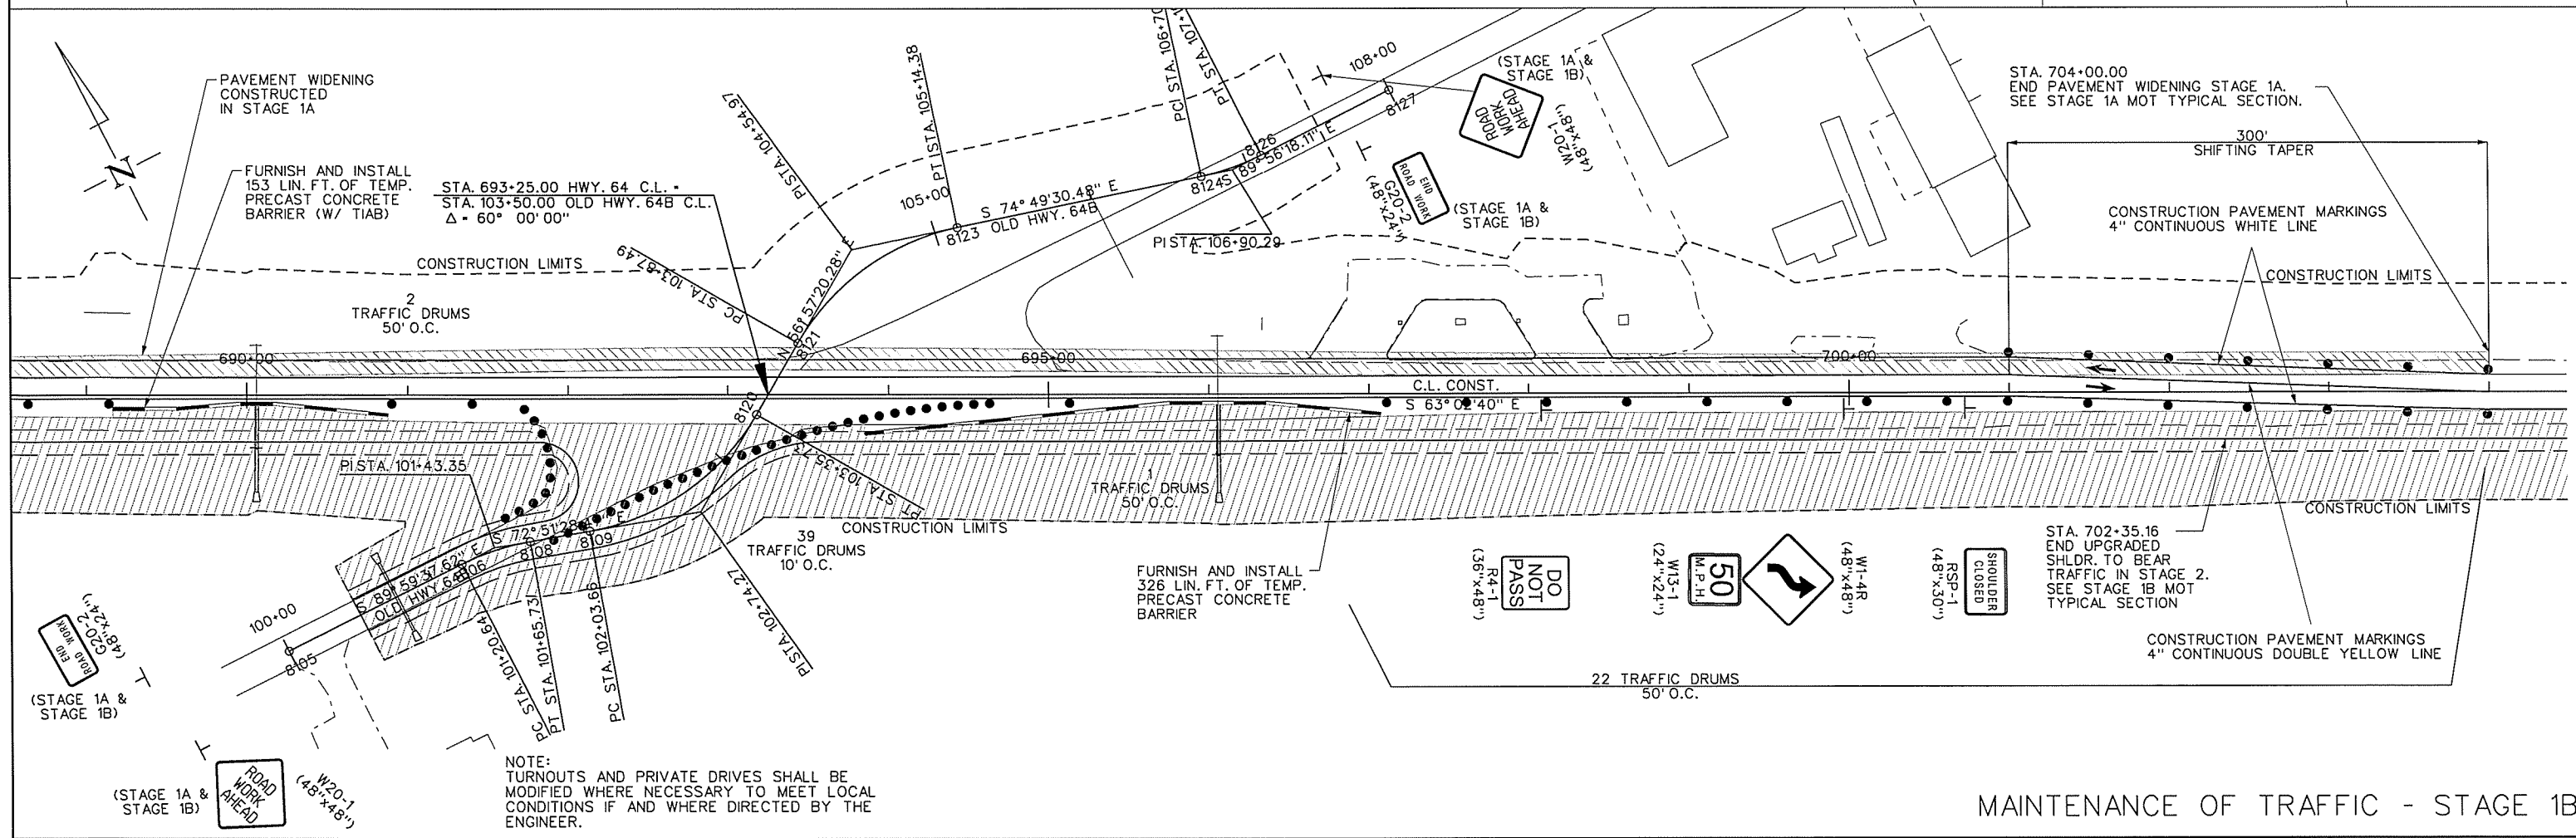 PAVEMENT WIDENING
CONSTRUCTED
IN STAGE 1A
FURNISH AND INSTALL
153 LIN. FT. OF TEMP.
PRECAST CONCRETE
BARRIER (W/ TIAB)
N
STA. 693+25.00 HWY. 64 C.L. =
STA. 103+50.00 OLD HWY. 64B C.L.
Δ = 60° 00' 00"
CONSTRUCTION LIMITS
2
TRAFFIC DRUMS
50' O.C.
PC STA. 103+87.49
PI STA. 104+54.97
PT STA. 105+14.38
105+00
8123 OLD HWY. 64B
S 74° 49'30.48" E
N 66° 57'20.28" E
8121
8120
PC STA. 106+70
PT STA. 107+1
PI STA. 106+90.29
8124
8126
S 89° 56'18.11" E
8127
108+00
(STAGE 1A &
STAGE 1B)
ROAD
WORK
AHEAD
W20-1
(48"x48")
END
ROAD WORK
G20-2
(48"x24")
(STAGE 1A &
STAGE 1B)
STA. 704+00.00
END PAVEMENT WIDENING STAGE 1A.
SEE STAGE 1A MOT TYPICAL SECTION.
300'
SHIFTING TAPER
CONSTRUCTION PAVEMENT MARKINGS
4" CONTINUOUS WHITE LINE
CONSTRUCTION LIMITS
690+00
695+00
700+00
C.L. CONST.
S 63° 02'40" E
PI STA. 101+43.35
PT STA. 103+35.73
1
TRAFFIC DRUMS
50' O.C.
CONSTRUCTION LIMITS
39
TRAFFIC DRUMS
10' O.C.
CONSTRUCTION LIMITS
S 72° 51'28
E
8108
8109
S 89° 59'37.62" E
OLD HWY. 64B
8106
100+00
8105
PC STA. 101+20.64
PT STA. 101+65.73
PC STA. 102+03.66
PI STA. 102+74.27
END
ROAD WORK
G20-2
(48"x24")
(STAGE 1A &
STAGE 1B)
(STAGE 1A &
STAGE 1B)
ROAD
WORK
AHEAD
W20-1
(48"x48")
NOTE:
TURNOUTS AND PRIVATE DRIVES SHALL BE
MODIFIED WHERE NECESSARY TO MEET LOCAL
CONDITIONS IF AND WHERE DIRECTED BY THE
ENGINEER.
FURNISH AND INSTALL
326 LIN. FT. OF TEMP.
PRECAST CONCRETE
BARRIER
DO
NOT
PASS
R4-1
(36"x48")
50
M.P.H.
W13-1
(24"x24")
W1-4R
(48"x48")
SHOULDER
CLOSED
RSP-1
(48"x30")
STA. 702+35.16
END UPGRADED
SHLDR. TO BEAR
TRAFFIC IN STAGE 2.
SEE STAGE 1B MOT
TYPICAL SECTION
CONSTRUCTION PAVEMENT MARKINGS
4" CONTINUOUS DOUBLE YELLOW LINE
22 TRAFFIC DRUMS
50' O.C.
MAINTENANCE OF TRAFFIC - STAGE 1B